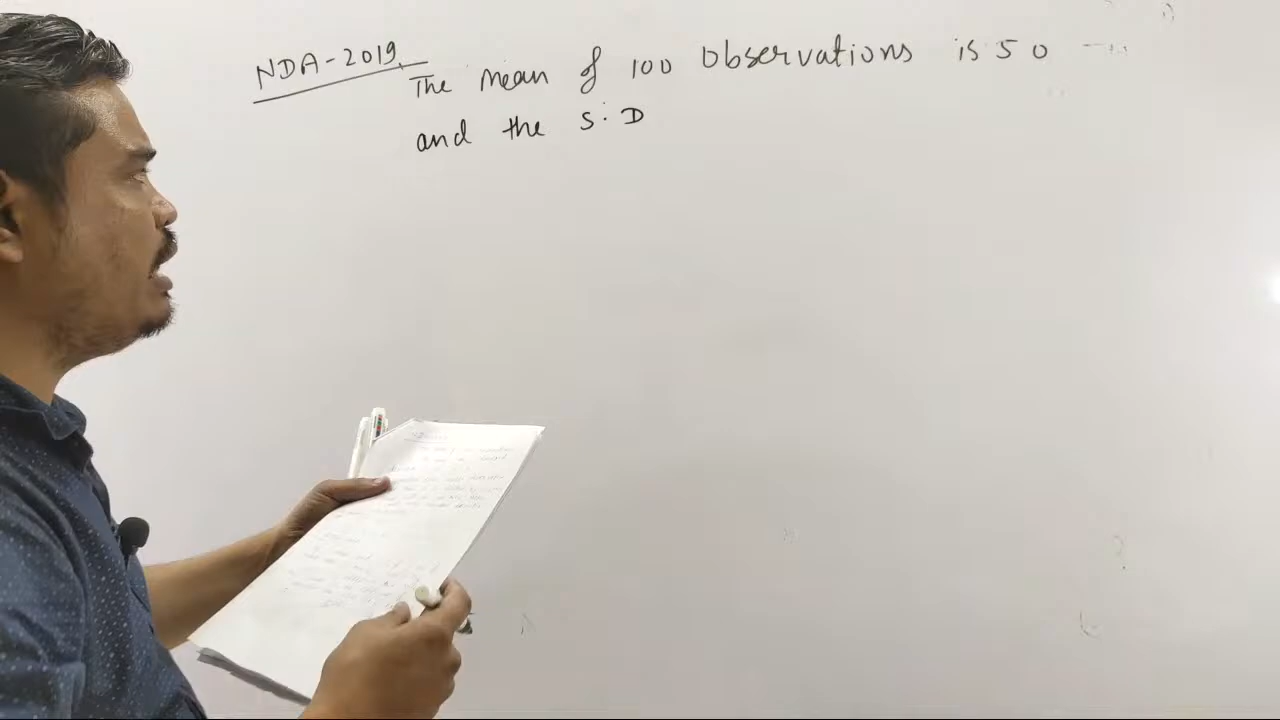 NDA-2019.
The mean of 100 observations is 50
and the S.D